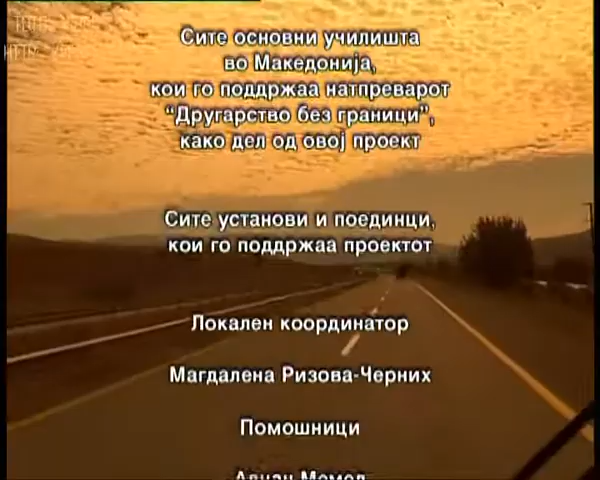 Сите основни училишта
во Македонија,
кои го поддржаа натпреварот
“Другарство без граници”,
како дел од овој проект
Сите установи и поединци,
кои го поддржаа проектот
Локален координатор
Магдалена Ризова-Черних
Помошници